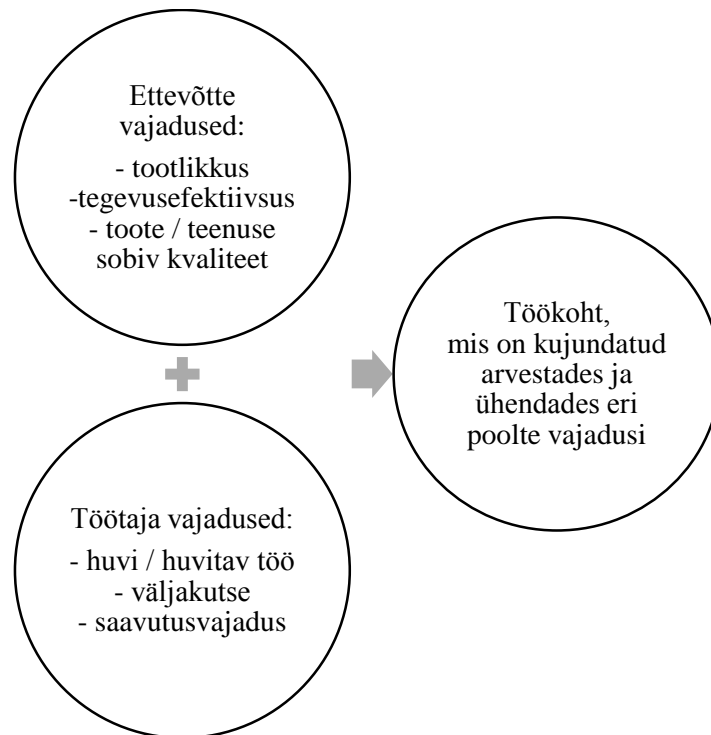 Ettevõtte
vajadused:
- tootlikkus
-tegevusefektiivsus
- toote / teenuse
sobiv kvaliteet
Töötaja vajadused:
- huvi / huvitav töö
- väljakutse
- saavutusvajadus
Töökoht,
mis on kujundatud
arvestades ja
ühendades eri
poolte vajadusi